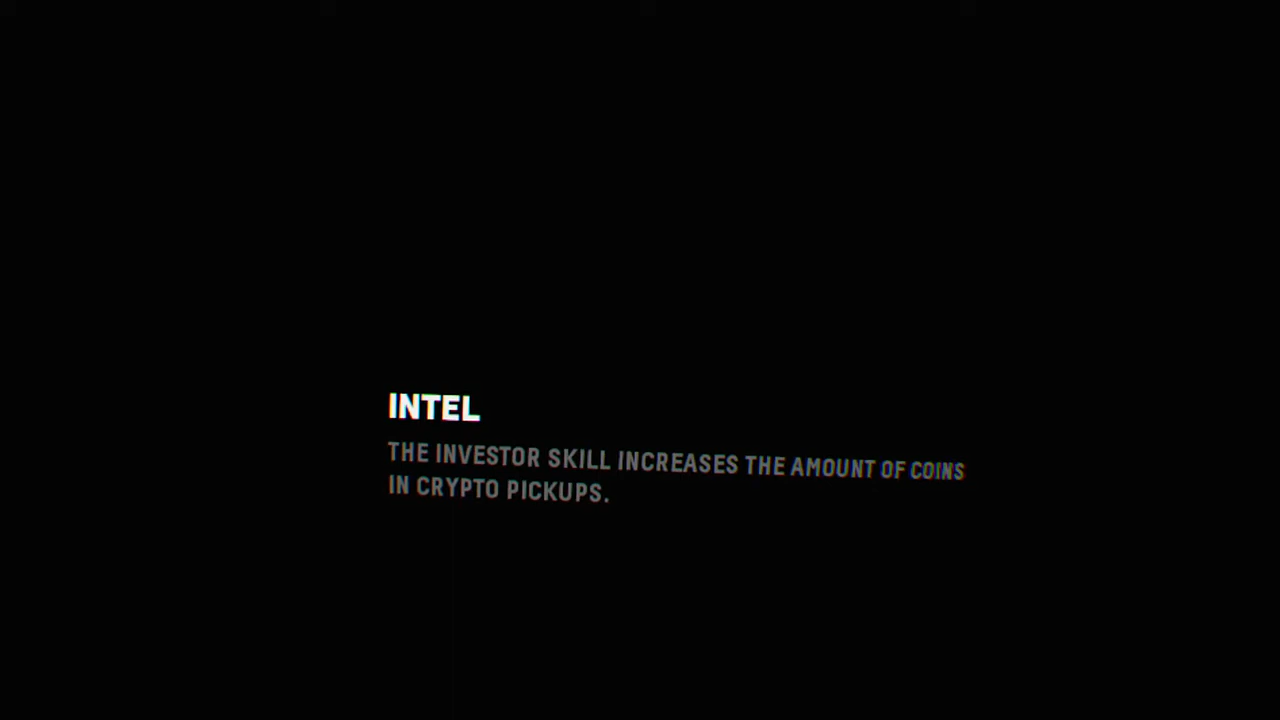 INTEL
THE INVESTOR SKILL INCREASES THE AMOUNT OF COINS
IN CRYPTO PICKUPS.